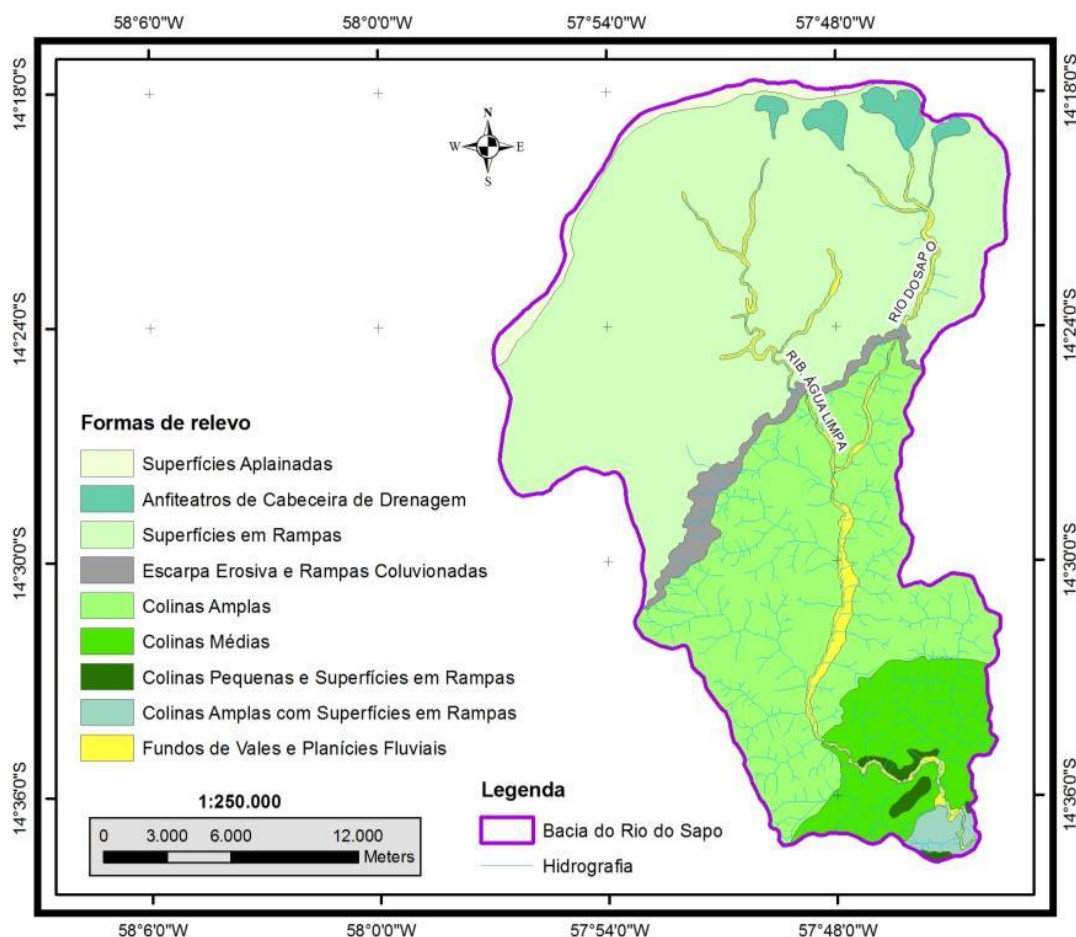 58°6'0"W 58°0'0"W 57°54'0"W 57°48'0"W
14°18'0"S 14°18'0"S
N
W E
S
RIO DO SAPO
14°24'0"S 14°24'0"S
RIB. ÁGUA LIMPA
Formas de relevo
Superfícies Aplainadas
Anfiteatros de Cabeceira de Drenagem
Superfícies em Rampas
14°30'0"S 14°30'0"S
Escarpa Erosiva e Rampas Coluvionadas
Colinas Amplas
Colinas Médias
Colinas Pequenas e Superfícies em Rampas
Colinas Amplas com Superfícies em Rampas
Fundos de Vales e Planícies Fluviais
14°36'0"S 14°36'0"S
1:250.000
0 3.000 6.000 12.000
Meters
Legenda
Bacia do Rio do Sapo
Hidrografia
58°6'0"W 58°0'0"W 57°54'0"W 57°48'0"W